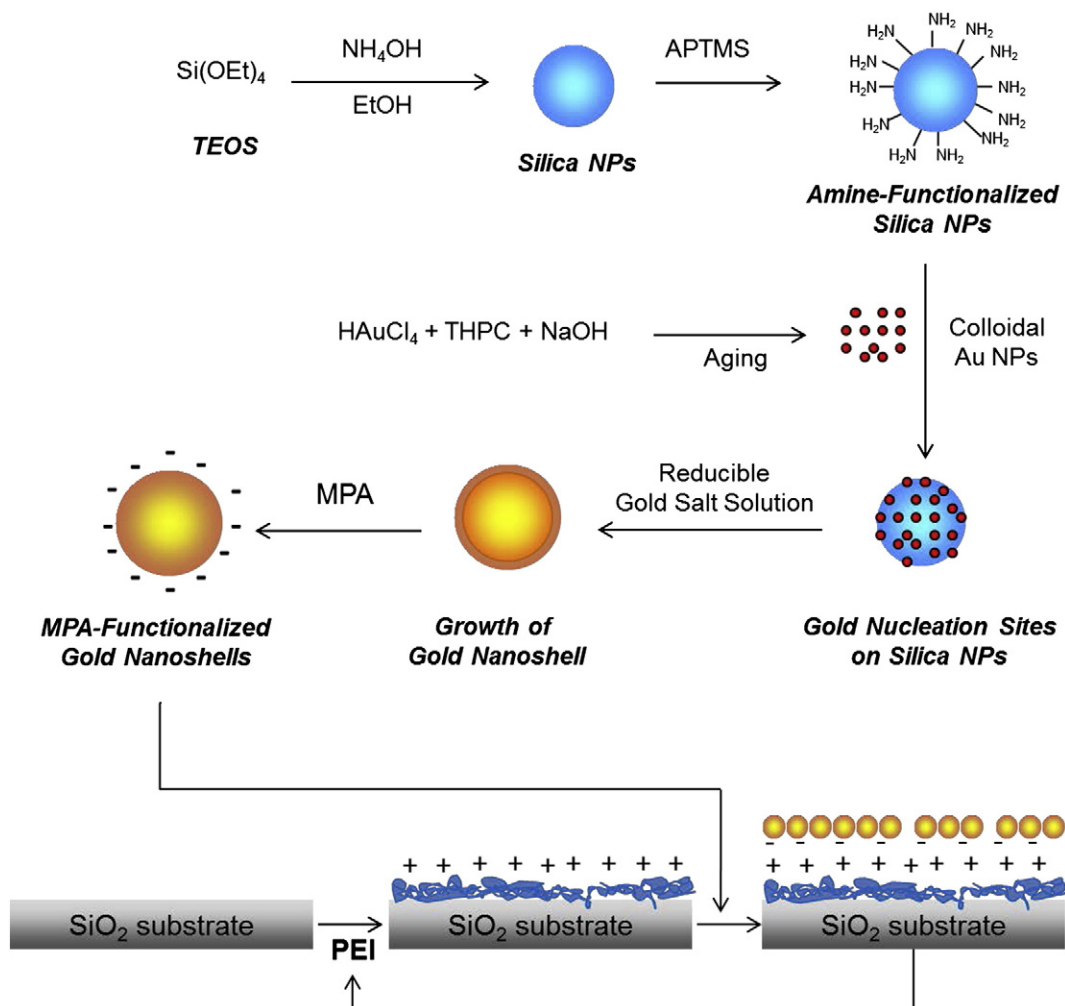 Si(OEt)₄
NH₄OH
EtOH
TEOS
Silica NPs
APTMS
NH₂
H₂N
NH₂
H₂N
NH₂
H₂N
NH₂
H₂N
NH₂
H₂N
NH₂
H₂N
NH₂
Amine-Functionalized
Silica NPs
HAuCl₄ + THPC + NaOH
Aging
Colloidal
Au NPs
Reducible
Gold Salt Solution
MPA
- - - - - - - - - - - -
MPA-Functionalized
Gold Nanoshells
Growth of
Gold Nanoshell
Gold Nucleation Sites
on Silica NPs
+ + + + + + + + +
- - - - - - -
+ + + + + + + + +
SiO₂ substrate
PEI
SiO₂ substrate
SiO₂ substrate